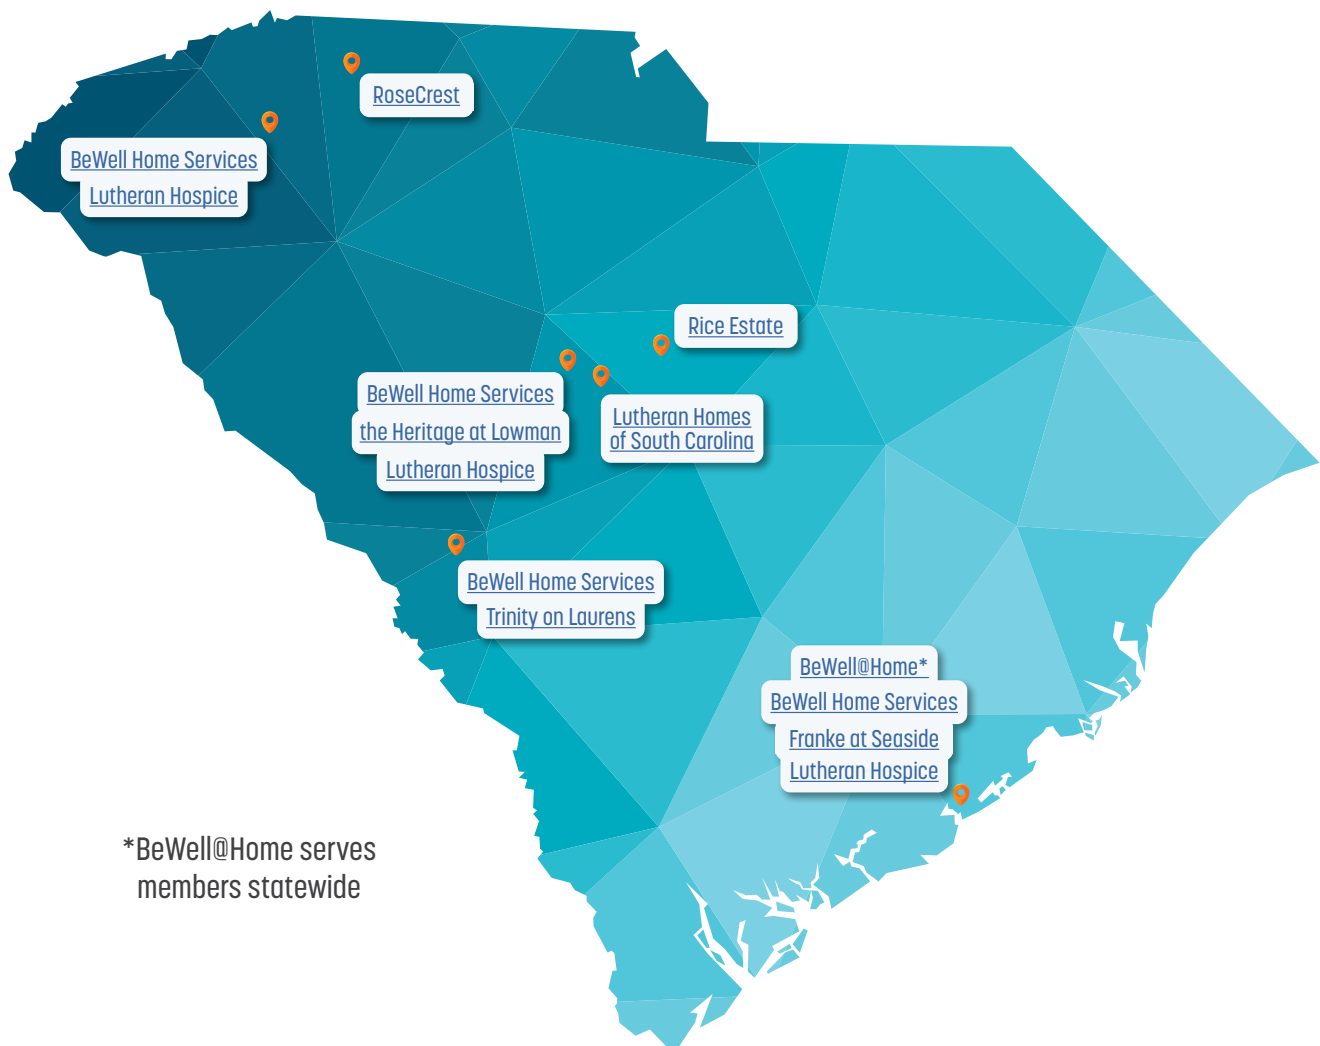 RoseCrest
BeWell Home Services
Lutheran Hospice
Rice Estate
BeWell Home Services
the Heritage at Lowman
Lutheran Hospice
Lutheran Homes
of South Carolina
BeWell Home Services
Trinity on Laurens
BeWell@Home*
BeWell Home Services
Franke at Seaside
Lutheran Hospice
*BeWell@Home serves
members statewide